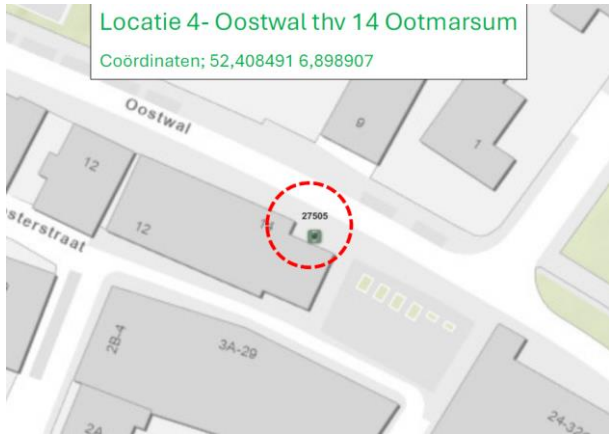 Locatie 4- Oostwal thv 14 Ootmarsum
Coördinaten; 52,408491 6,898907
Oostwal
9
1
12
27505
14
12
sterstraat
2B-4
3A-29
2A
24-32